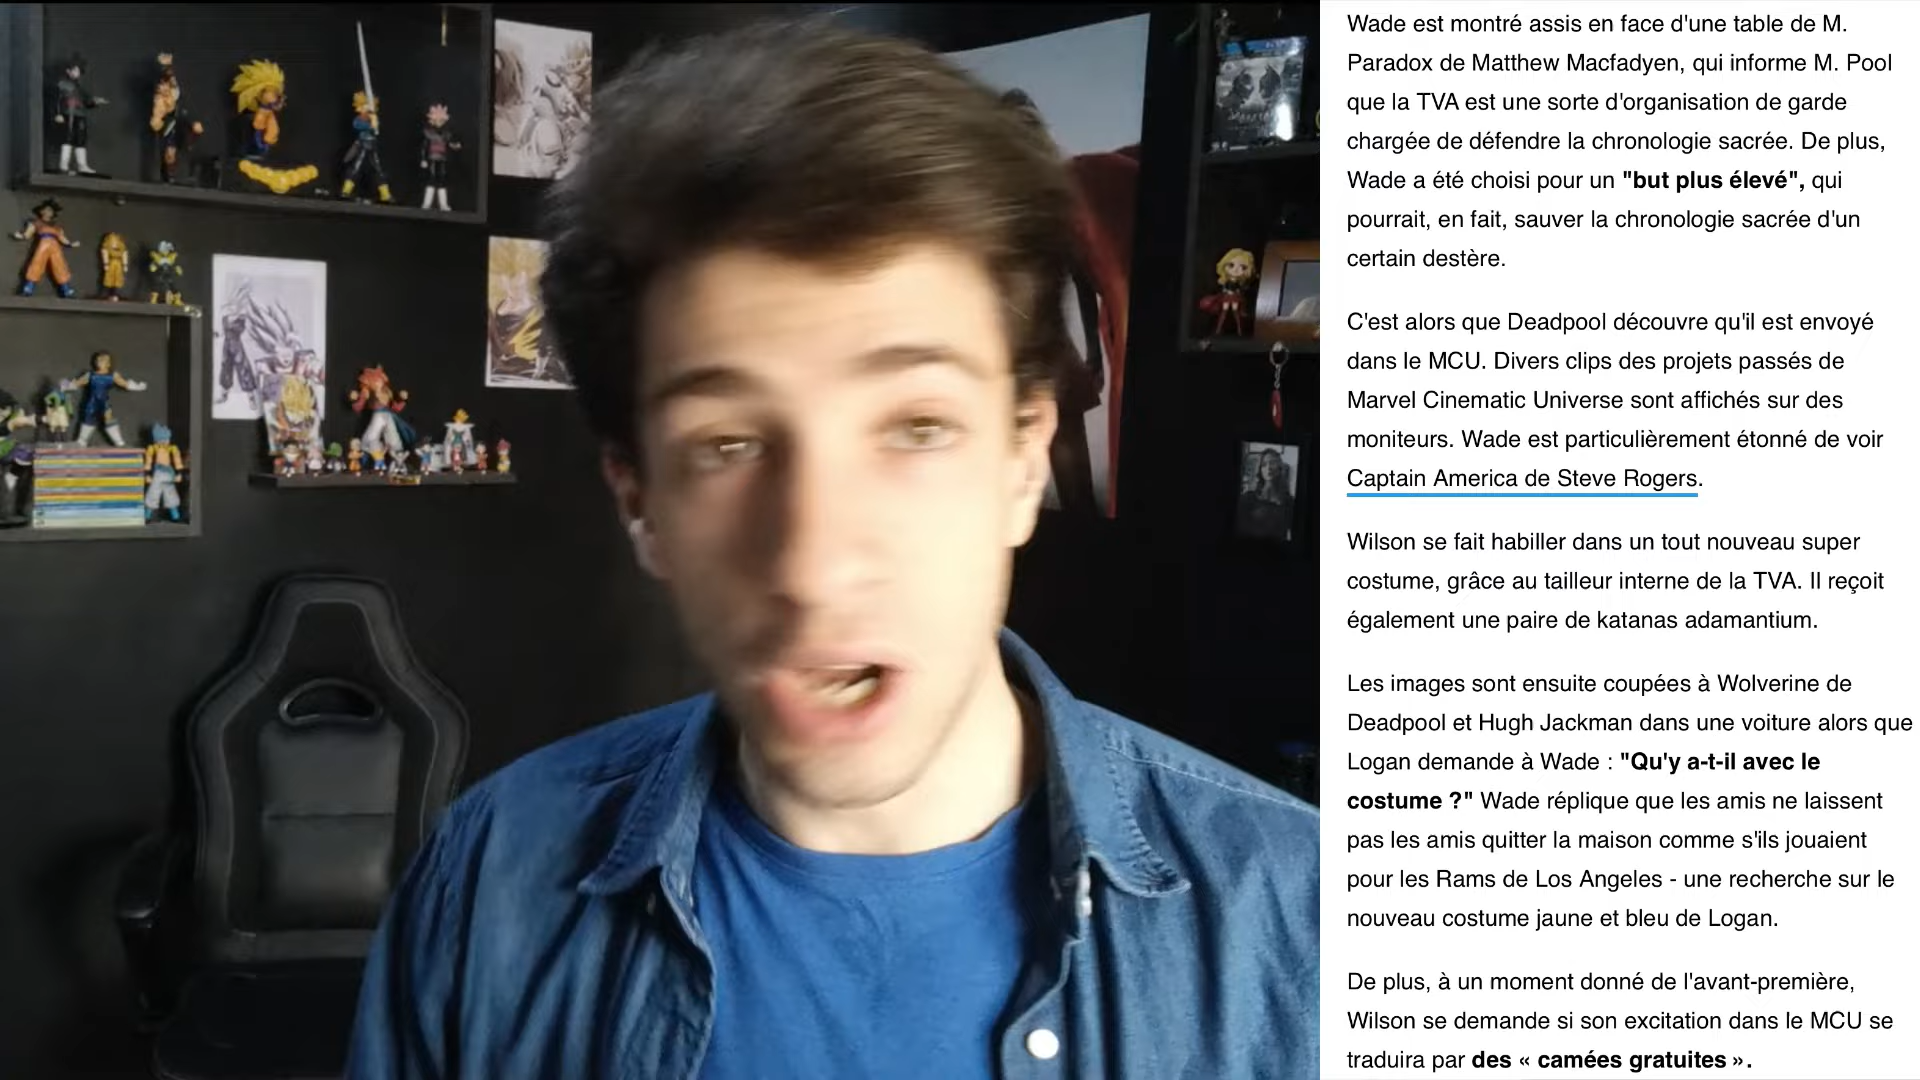 Wade est montré assis en face d'une table de M.
Paradox de Matthew Macfadyen, qui informe M. Pool
que la TVA est une sorte d'organisation de garde
chargée de défendre la chronologie sacrée. De plus,
Wade a été choisi pour un "but plus élevé", qui
pourrait, en fait, sauver la chronologie sacrée d'un
certain destère.
C'est alors que Deadpool découvre qu'il est envoyé
dans le MCU. Divers clips des projets passés de
Marvel Cinematic Universe sont affichés sur des
moniteurs. Wade est particulièrement étonné de voir
Captain America de Steve Rogers.
Wilson se fait habiller dans un tout nouveau super
costume, grâce au tailleur interne de la TVA. Il reçoit
également une paire de katanas adamantium.
Les images sont ensuite coupées à Wolverine de
Deadpool et Hugh Jackman dans une voiture alors que
Logan demande à Wade : "Qu'y a-t-il avec le
costume ?" Wade réplique que les amis ne laissent
pas les amis quitter la maison comme s'ils jouaient
pour les Rams de Los Angeles - une recherche sur le
nouveau costume jaune et bleu de Logan.
De plus, à un moment donné de l'avant-première,
Wilson se demande si son excitation dans le MCU se
traduira par des « camées gratuites ».